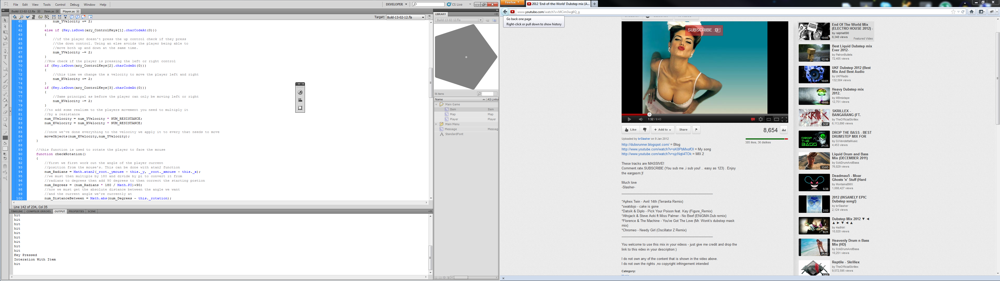 Fl File Edit View Tools Control Debug Window Help DEVELOPER CS Live
Build-13-02-12.fla Item.as Player.as
Target: Build-13-02-12.fla
60 num_YVelocity += 2;
61 }
62 else if (Key.isDown(ary_ControlKeys[1].charCodeAt(0)))
63 {
64 //if the player doesn't press the up control check if they press
65 //the down control. Using an else avoids the player being able to
66 //move both up and down at the same time.
67 num_YVelocity -= 2;
68 }
69 //Now check if the player is pressing the left or right control
70 if (Key.isDown(ary_ControlKeys[2].charCodeAt(0)))
71 {
72 //this time we change the x velocity to move the player left and right
73 num_XVelocity += 2;
74 }
75 if (Key.isDown(ary_ControlKeys[3].charCodeAt(0)))
76 {
77 //Same principal as before the player can only be moving left or right
78 num_XVelocity -= 2;
79 }
80 //to add some realism to the players movement you need to multiply it
81 //by a resistance
82 num_YVelocity = num_YVelocity * NUM_RESISTANCE;
83 num_XVelocity = num_XVelocity * NUM_RESISTANCE;
84
85 //once we've done everything to the velocity we apply it to every that needs to move
86 moveObjects(num_XVelocity,num_YVelocity);
87 }
88
89 //this function is used to rotate the player to face the mouse
90 function checkRotation()
91 {
92 //first we first work out the angle of the player current
93 //position from the mouse's. This can be done with atan2 function
94 num_Radians = Math.atan2(_root._ymouse - this._y, _root._xmouse - this._x);
95 //we must then multiple by 180 and divide by pi to convert it from
96 //radians to degrees then add 90 degrees to then correct the starting postion
97 num_Degrees = (num_Radians * 180 / Math.PI)+90;
98 //now we must get the absolute distance between the angle we want
99 //and the current angle we're currently at
100 num_DistanceBetween = Math.abs(num_Degrees - this._rotation);
Line 142 of 234, Col 35
TIMELINE COMPILER ERRORS OUTPUT PROPERTIES SCENE
hit
hit
hit
hit
hit
hit
hit
hit
hit
Key Pressed
Interation With Item
hit
LIBRARY
Build-13-02-12.fla
56 items
Name AS Linka
Main Game
Item Item
Map Map
Player Player
Main Menu
Message Messag
StandardFont
Firefox
2012 'End-of-the-World' Dubstep mix (A...
www.youtube.com/watch?v=MCim3wg6Q_g
Go back one page
Right-click or pull down to show history
SUBSCRIBE :D
1:32 / 9:43
Like Add to Share 8,654
Uploaded by brSlasher on 9 Jan 2012
385 likes, 36 dislikes
http://dubsrunner.blogspot.com/ = Blog
http://www.youtube.com/watch?v=sK0PbMxofOI = My song
http://www.youtube.com/watch?v=sjcNqti4TOk = MIX 2
These tracks are MASSIVE!
Comment.rate.SUBSCRIBE (You sub me ,i sub you! .. easy as 123) . Enjoy
the eargasm:)!
Much love
-Slasher-
*Aphex Twin - Avril 14th (Terravita Remix)
*swatdojo - cake is gone
*Datsik & Diplo - Pick Your Poison feat. Kay (Figure_Remix)
*Afrojack & Steve Aoki ft Miss Palmer - No Beef (ENiGMA Dub remix)
*Florence & The Machine - You've Got The Love (Mr. Wonk's dubstep mask
mix)
*Chromeo - Needy Girl (Oscillator Z Remix)
You welcome to use this mix in your videos - just give me credit and drop the
link to this video in your description:)
I do not own any of the content that is shown in the video above.
I do not own the rights ,no copyright infringement intended
Category:
End Of The World Mix
(ELECTRO HOUSE 2012) -
by ralphie690
8,348 views Featured Video
10:05
Best Liquid Dubstep mix
Ever 2012-
by PatronBullets
72,405 views
12:10
UKF Dubstep 2012 (Best
Mix And Best Audio
by UKFRadio
132,584 views
10:01
Heavy Dubstep mix
2012.
by MBmixtape
12,751 views
10:05
SKRILLEX -
BANGARANG (FT.
by TheOfficialSkrillex
6,113,890 views
3:37
DROP THE BASS - BEST
DRUMSTEP MIX FOR
by DJVendettaMusic
4,453 views
DROP
THE
BASS
21:35
Liquid Drum and Bass
Mix (DECEMBER 2011)
by 0zkiDrumAndBass
76,829 views
33:53
Deadmau5 - Moar
Ghosts 'n' Stuff (Hard
by MontainsBMX
1,088,427 views
5:38
2012 (INSANELY EPIC
Dubstep song!)
by brSlasher
2,124 views
2:52
Dubstep Mix 2012 ▼ ◄
▲ ► ▼ ◄ ▲
by 4sdhiiri
10,020 views
9:21
Heavenly Drum n Bass
Mix (HD)
by 0zkiDrumAndBass
10,251 views
21:43
Reptile - Skrillex
by TheOfficialSkrillex
9,572,595 views